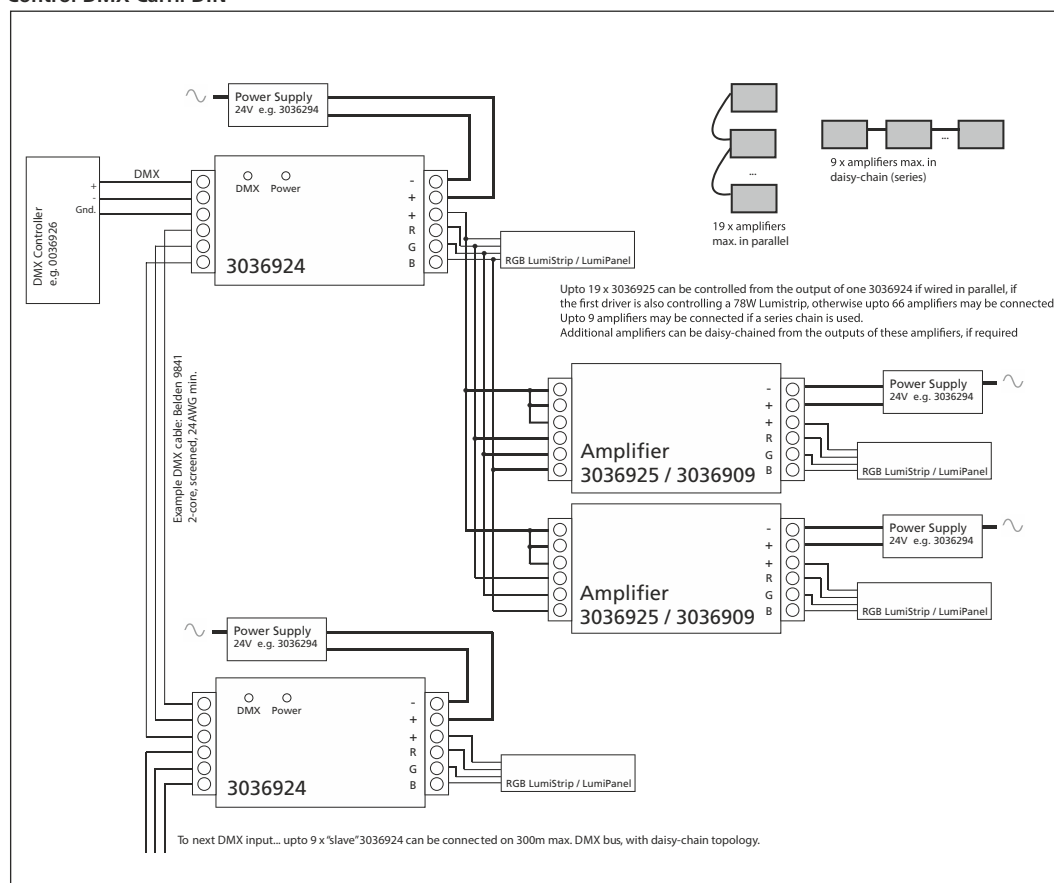 Power Supply
24V e.g. 3036294
DMX Controller
e.g. 0036926
+
-
Gnd.
DMX
DMX
Power
3036924
-
+
+
R
G
B
RGB LumiStrip / LumiPanel
...
19 x amplifiers
max. in parallel
...
9 x amplifiers max. in
daisy-chain (series)
Upto 19 x 3036925 can be controlled from the output of one 3036924 if wired in parallel, if
the first driver is also controlling a 78W Lumistrip, otherwise upto 66 amplifiers may be connected
Upto 9 amplifiers may be connected if a series chain is used.
Additional amplifiers can be daisy-chained from the outputs of these amplifiers, if required
Example DMX cable: Belden 9841
2-core, screened, 24AWG min.
Amplifier
3036925 / 3036909
-
+
+
R
G
B
Power Supply
24V e.g. 3036294
RGB LumiStrip / LumiPanel
Amplifier
3036925 / 3036909
-
+
+
R
G
B
Power Supply
24V e.g. 3036294
RGB LumiStrip / LumiPanel
Power Supply
24V e.g. 3036294
DMX
Power
3036924
-
+
+
R
G
B
RGB LumiStrip / LumiPanel
To next DMX input... upto 9 x "slave" 3036924 can be connected on 300m max. DMX bus, with daisy-chain topology.